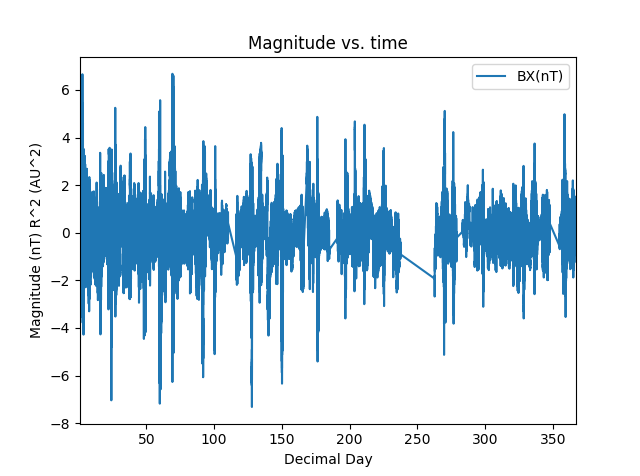 Magnitude vs. time
BX(nT)
Magnitude (nT) R^2 (AU^2)
6
4
2
0
−2
−4
−6
−8
50 100 150 200 250 300 350
Decimal Day